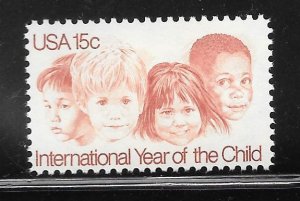 USA 15c
International Year of the Child